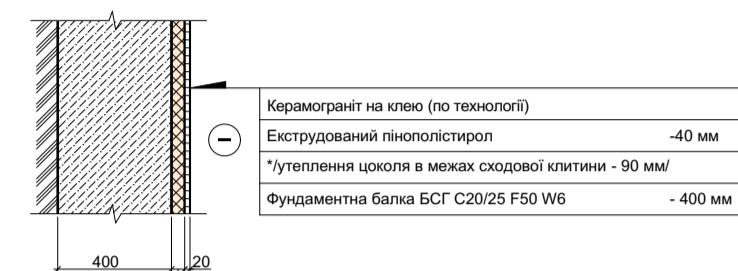 Керамограніт на клею (по технології)
Екструдований пінополістирол -40 мм
*/утеплення цоколя в межах сходової клитини - 90 мм/
Фундаментна балка БСГ С20/25 F50 W6 - 400 мм
400 20